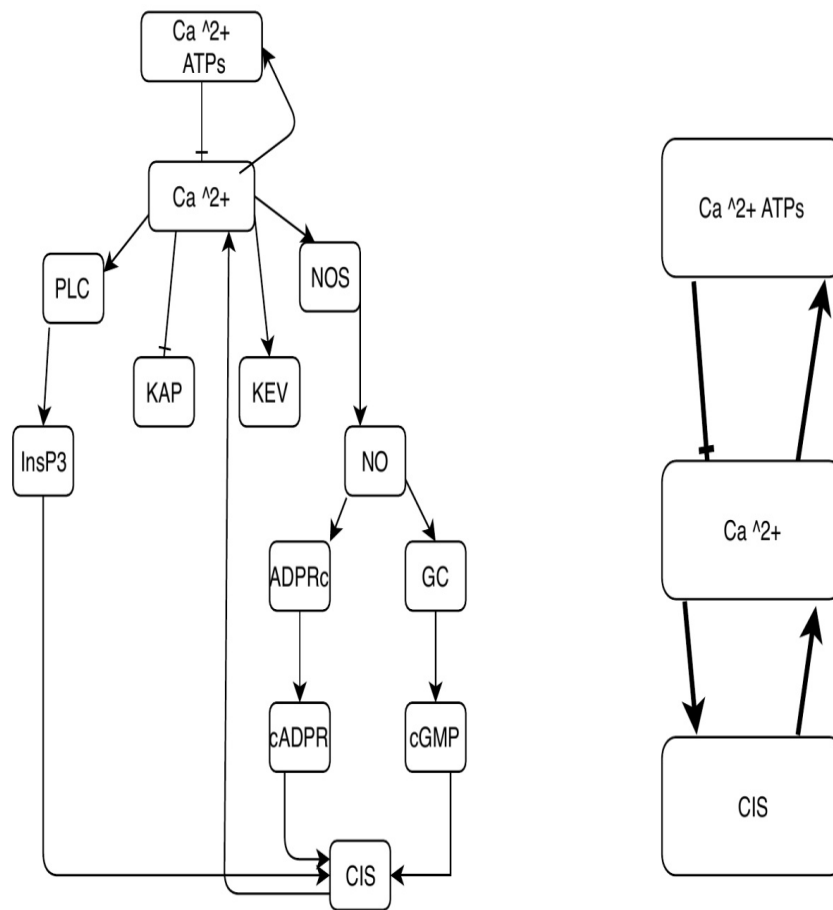 Ca ^2+
ATPs
Ca ^2+
PLC
NOS
KAP
KEV
InsP3
NO
ADPRc
GC
cADPR
cGMP
CIS
Ca ^2+ ATPs
Ca ^2+
CIS